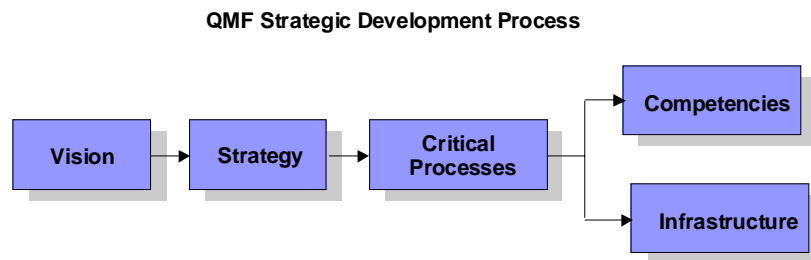 QMF Strategic Development Process
Vision
Strategy
Critical
Processes
Competencies
Infrastructure